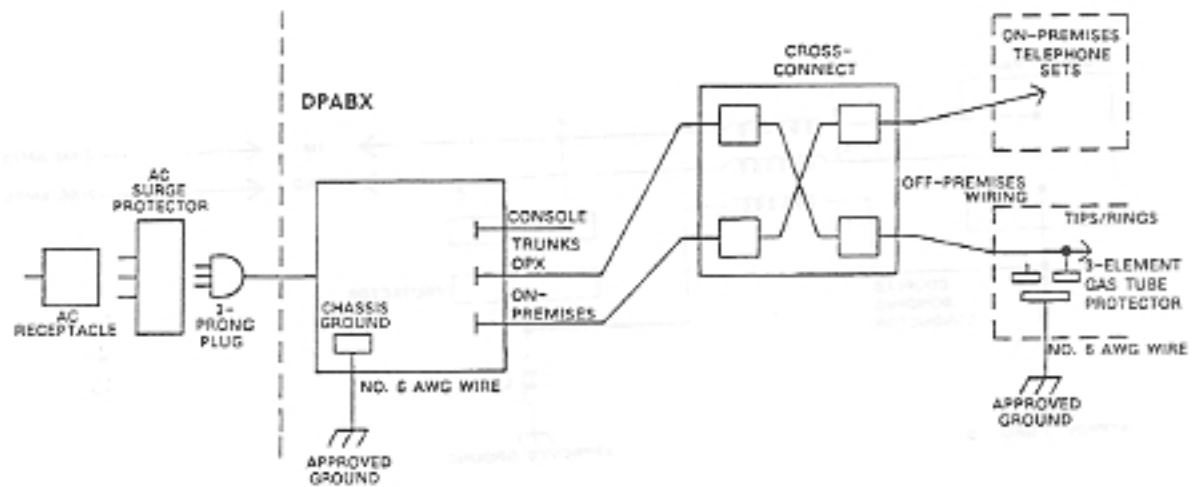 DPABX
AC
SURGE
PROTECTOR
AC
RECEPTACLE
PRONG
PLUG
CHASSIS
GROUND
CONSOLE
TRUNKS
OPX
ON-
PREMISES
NO. 6 AWG WIRE
APPROVED
GROUND
CROSS-
CONNECT
ON-PREMISES
TELEPHONE
SETS
OFF-PREMISES
WIRING
TIPS/RINGS
3-ELEMENT
GAS TUBE
PROTECTOR
NO. 6 AWG WIRE
APPROVED
GROUND